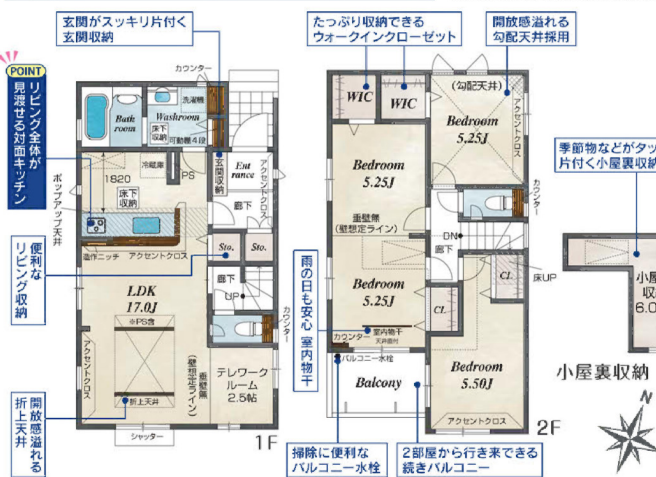 玄関がスッキリ片付く
玄関収納
たっぷり収納できる
ウォークインクローゼット
開放感溢れる
勾配天井採用
POINT
リビング全体が
見渡せる対面キッチン
カウンター
Bath
room
洗濯機
Washroom
床下
収納
可動棚4段
冷蔵庫
PS
玄関収納
Ent
rance
1820
床下
収納
廊下
アクセントクロス
ポップアップ天井
造作ニッチ
アクセントクロス
Sto.
Sto.
便利な
リビング収納
LDK
17.0J
※PS含
廊下
UP
カウンター
アクセントクロス
折上天井
垂壁無
(壁想定ライン)
テレワーク
ルーム
2.5帖
開放感溢れる
折上天井
シャッター
1F
WIC
WIC
(勾配天井)
Bedroom
5.25J
アクセントクロス
Bedroom
5.25J
垂壁無
(壁想定ライン)
カウンター
DN
廊下
Bedroom
5.25J
CL
床UP
CL
雨の日も安心 室内物干
カウンター
室内物干
天井直付
バルコニー水栓
Balcony
Bedroom
5.50J
アクセントクロス
2F
掃除に便利な
バルコニー水栓
2部屋から行き来できる
続きバルコニー
季節物などがタッ
片付く小屋裏収納
小屋
収
6.0
小屋裏収納
N